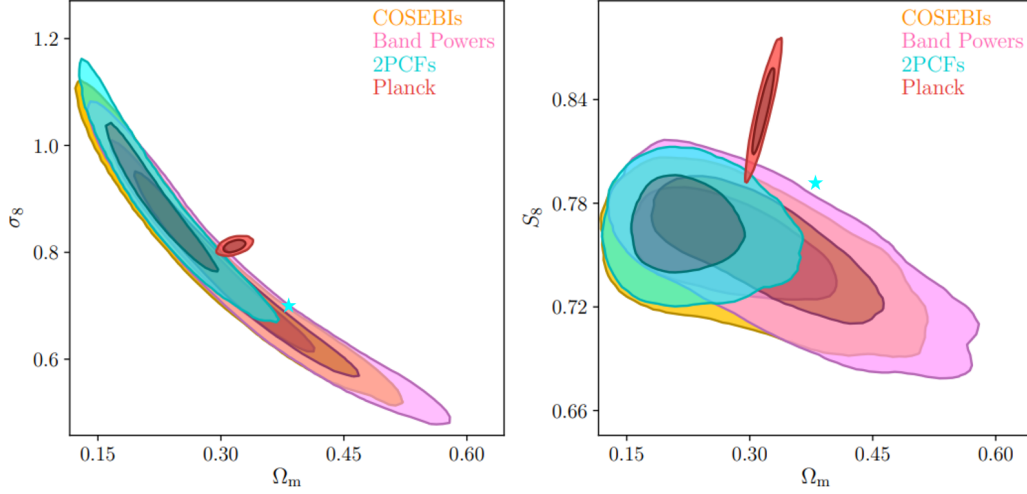 COSEBIs
Band Powers
2PCFs
Planck
1.2
1.0
0.8
0.6
σ₈
0.15
0.30
0.45
0.60
Ωₘ
COSEBIs
Band Powers
2PCFs
Planck
0.84
0.78
0.72
0.66
S₈
0.15
0.30
0.45
0.60
Ωₘ